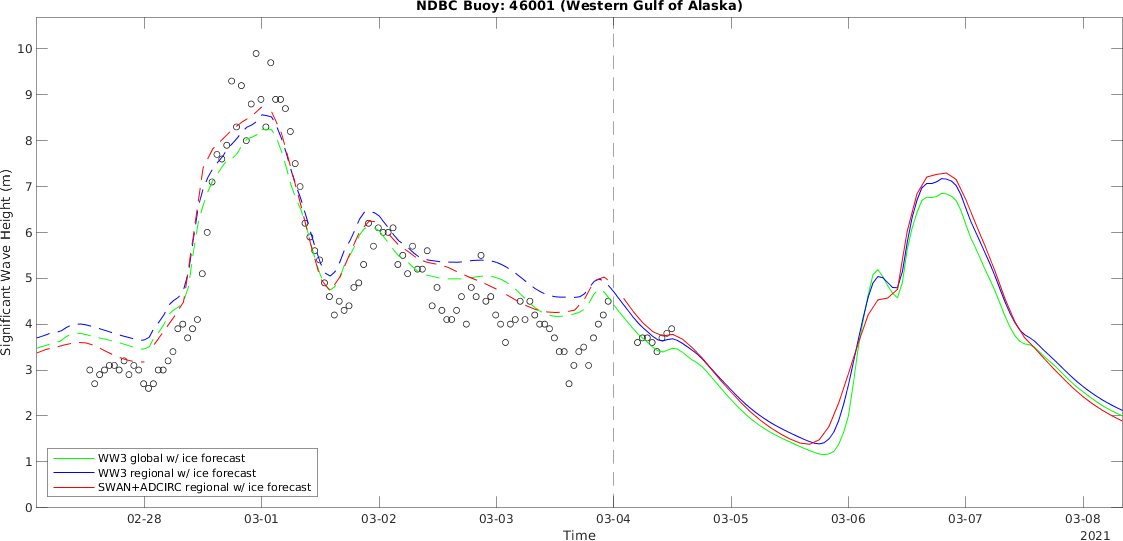 NDBC Buoy: 46001 (Western Gulf of Alaska)
Significant Wave Height (m)
10
9
8
7
6
5
4
3
2
1
0
WW3 global w/ ice forecast
WW3 regional w/ ice forecast
SWAN+ADCIRC regional w/ ice forecast
02-28 03-01 03-02 03-03 03-04 03-05 03-06 03-07 03-08
Time 2021